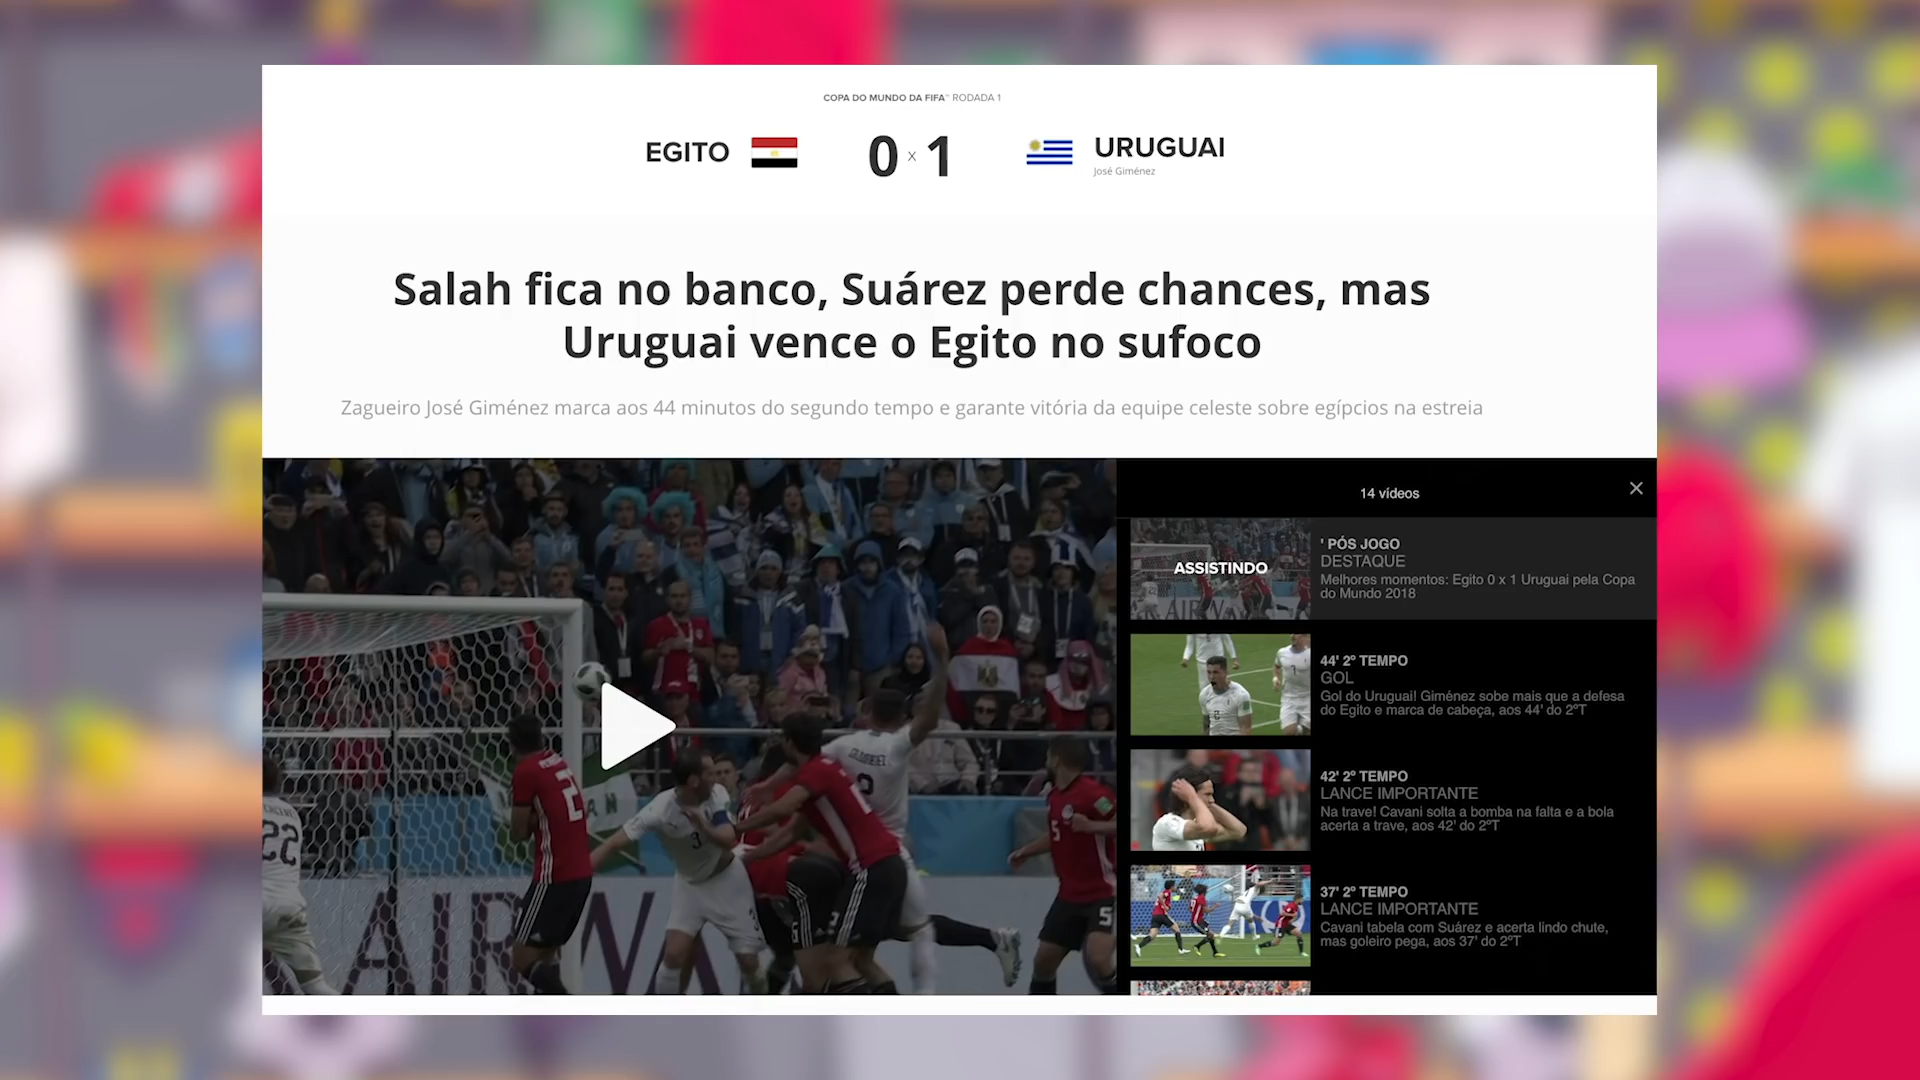 COPA DO MUNDO DA FIFA™ RODADA 1
EGITO
0 x 1
URUGUAI
José Giménez
Salah fica no banco, Suárez perde chances, mas
Uruguai vence o Egito no sufoco
Zagueiro José Giménez marca aos 44 minutos do segundo tempo e garante vitória da equipe celeste sobre egípcios na estreia
14 vídeos
ASSISTINDO
' PÓS JOGO
DESTAQUE
Melhores momentos: Egito 0 x 1 Uruguai pela Copa
do Mundo 2018
44' 2º TEMPO
GOL
Gol do Uruguai! Giménez sobe mais que a defesa
do Egito e marca de cabeça, aos 44' do 2ºT
42' 2º TEMPO
LANCE IMPORTANTE
Na trave! Cavani solta a bomba na falta e a bola
acerta a trave, aos 42' do 2ºT
37' 2º TEMPO
LANCE IMPORTANTE
Cavani tabela com Suárez e acerta lindo chute,
mas goleiro pega, aos 37' do 2ºT
22
2
3
5
5
AIRW